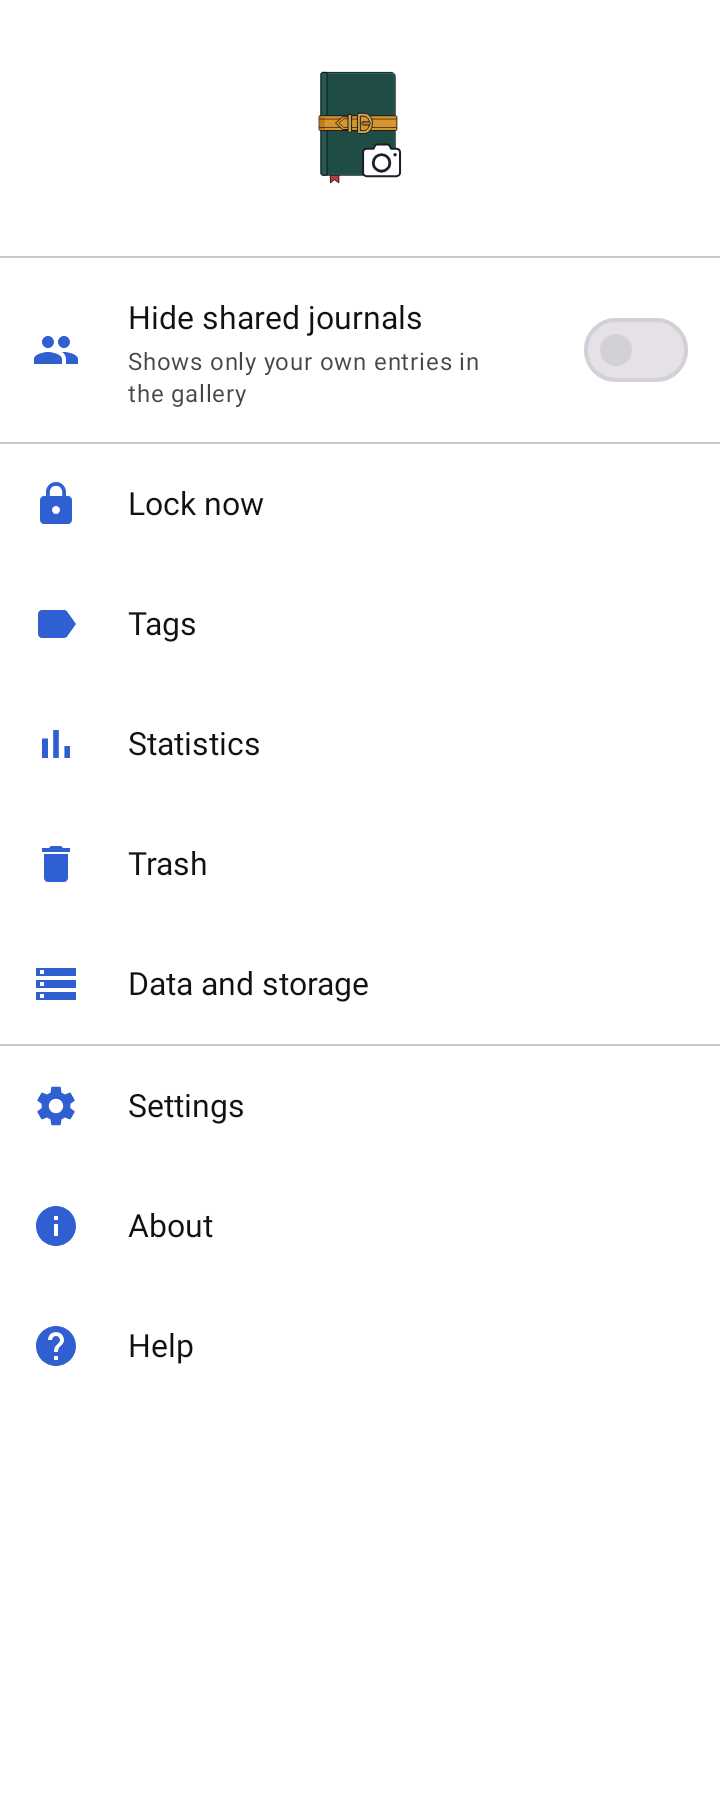 Hide shared journals
Shows only your own entries in
the gallery
Lock now
Tags
Statistics
Trash
Data and storage
Settings
About
Help